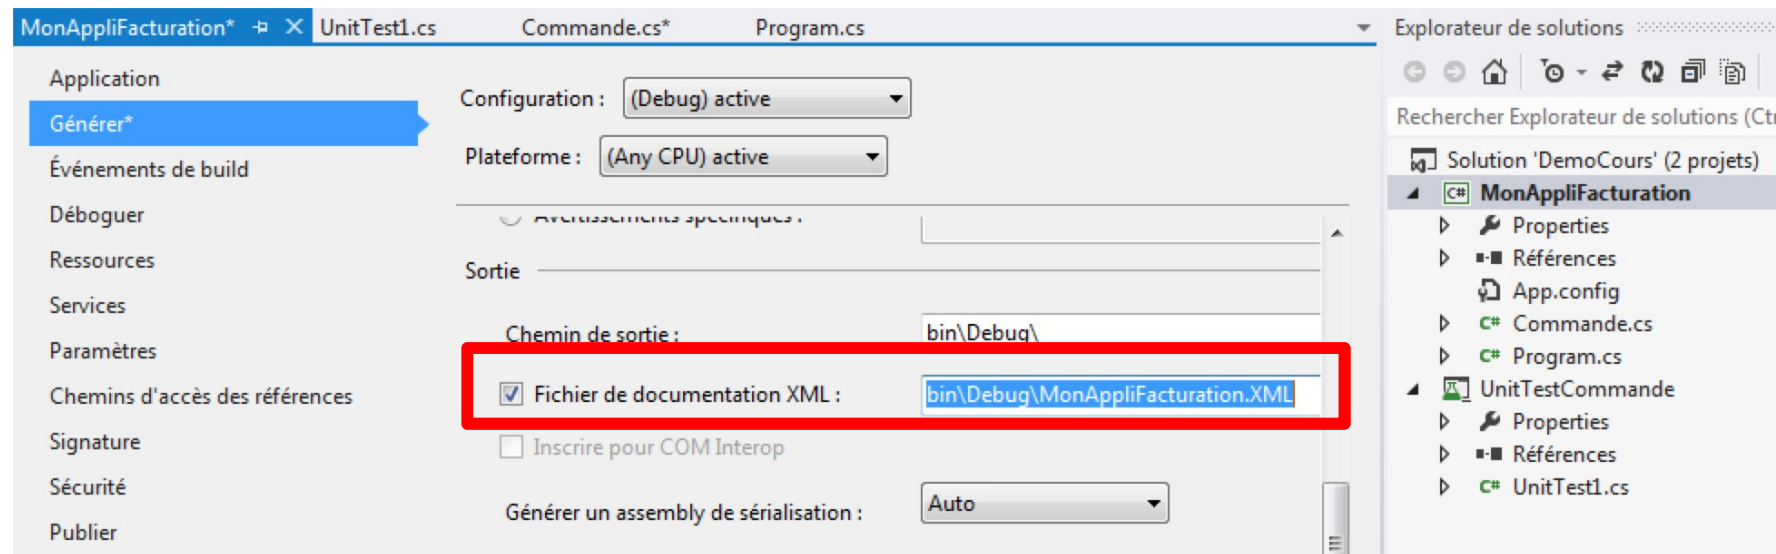 MonAppliFacturation* UnitTest1.cs Commande.cs* Program.cs
Application
Générer*
Événements de build
Déboguer
Ressources
Services
Paramètres
Chemins d'accès des références
Signature
Sécurité
Publier
Configuration : (Debug) active
Plateforme : (Any CPU) active
Avertissements spécifiques :
Sortie
Chemin de sortie : bin\Debug\
Fichier de documentation XML : bin\Debug\MonAppliFacturation.XML
Inscrire pour COM Interop
Générer un assembly de sérialisation : Auto
Explorateur de solutions
Rechercher Explorateur de solutions (Ctr
Solution 'DemoCours' (2 projets)
C# MonAppliFacturation
Properties
Références
App.config
C# Commande.cs
C# Program.cs
UnitTestCommande
Properties
Références
C# UnitTest1.cs